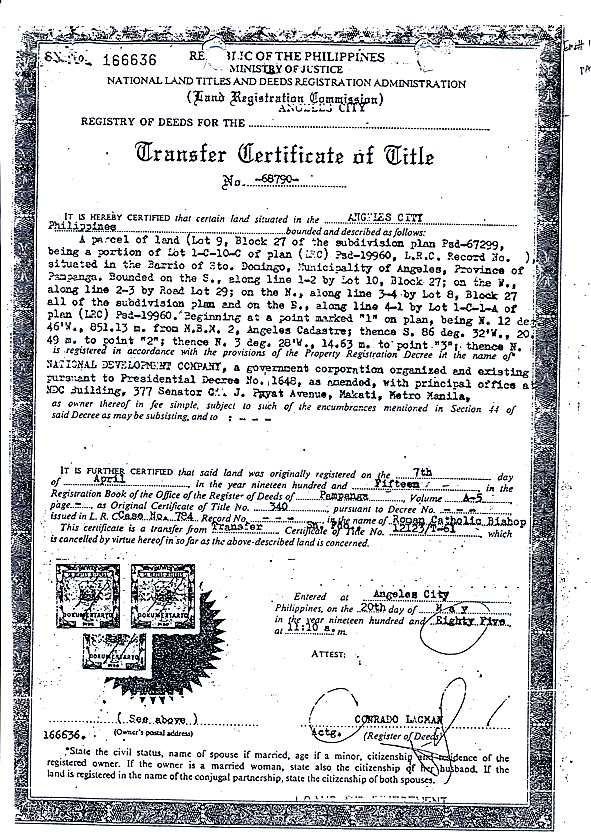 SN. No. 166636
REPUBLIC OF THE PHILIPPINES
MINISTRY OF JUSTICE
NATIONAL LAND TITLES AND DEEDS REGISTRATION ADMINISTRATION
(Land Registration Commission)
ANGELES CITY
REGISTRY OF DEEDS FOR THE
Transfer Certificate of Title
No. -68790-
IT IS HEREBY CERTIFIED that certain land situated in the ANGELES CITY
Philippines bounded and described as follows:
A parcel of land (Lot 9, Block 27 of the subdivision plan Psd-67299,
being a portion of Lot 1-C-10-C of plan (LRC) Psd-19960, L.R.C. Record No. ),
situated in the Barrio of Sto. Domingo, Municipality of Angeles, Province of
Pampanga. Bounded on the S., along line 1-2 by Lot 10, Block 27; on the W.,
along line 2-3 by Road Lot 29; on the N., along line 3-4 by Lot 8, Block 27
all of the subdivision plan and on the E., along line 4-1 by Lot 1-C-1-A of
plan (LRC) Psd-19960. Beginning at a point marked "1" on plan, being N. 12 deg
46'W., 851.13 m. from M.B.M. 2, Angeles Cadastre; thence S. 86 deg. 32'W., 20.
49 m. to point "2"; thence N. 3 deg. 28'W., 14.63 m. to point "3"; thence N.
is registered in accordance with the provisions of the Property Registration Decree in the name of*
NATIONAL DEVELOPMENT COMPANY, a government corporation organized and existing
pursuant to Presidential Decree No. 1648, as amended, with principal office at
NDC Building, 377 Senator Gil J. Puyat Avenue, Makati, Metro Manila,
as owner thereof in fee simple, subject to such of the encumbrances mentioned in Section 44 of
said Decree as may be subsisting, and to : - - -
IT IS FURTHER CERTIFIED that said land was originally registered on the 7th day
of April, in the year nineteen hundred and Fifteen - in the
Registration Book of the Office of the Register of Deeds of Pampanga, Volume A-5
page -, as Original Certificate of Title No. 340 pursuant to Decree No. - - -
issued in L. R. C. Case No. 784 Record No. - - - in the name of Roman Catholic Bishop
This certificate is a transfer from Transfer Certificate of Title No. 12123/T-61, which
is cancelled by virtue hereof in so far as the above-described land is concerned.
Entered at Angeles City
Philippines, on the 20th day of May
in the year nineteen hundred and Eighty Five
at 11:10 a. m.
ATTEST:
DOKUMENTARYO
DOKUMENTARYO
DOKUMENTARYO
( See above )
(Owner's postal address)
166636.
CONRADO LAGMAN
Actg. (Register of Deeds)
*State the civil status, name of spouse if married, age if a minor, citizenship and residence of the
registered owner. If the owner is a married woman, state also the citizenship of her husband. If the
land is registered in the name of the conjugal partnership, state the citizenship of both spouses.